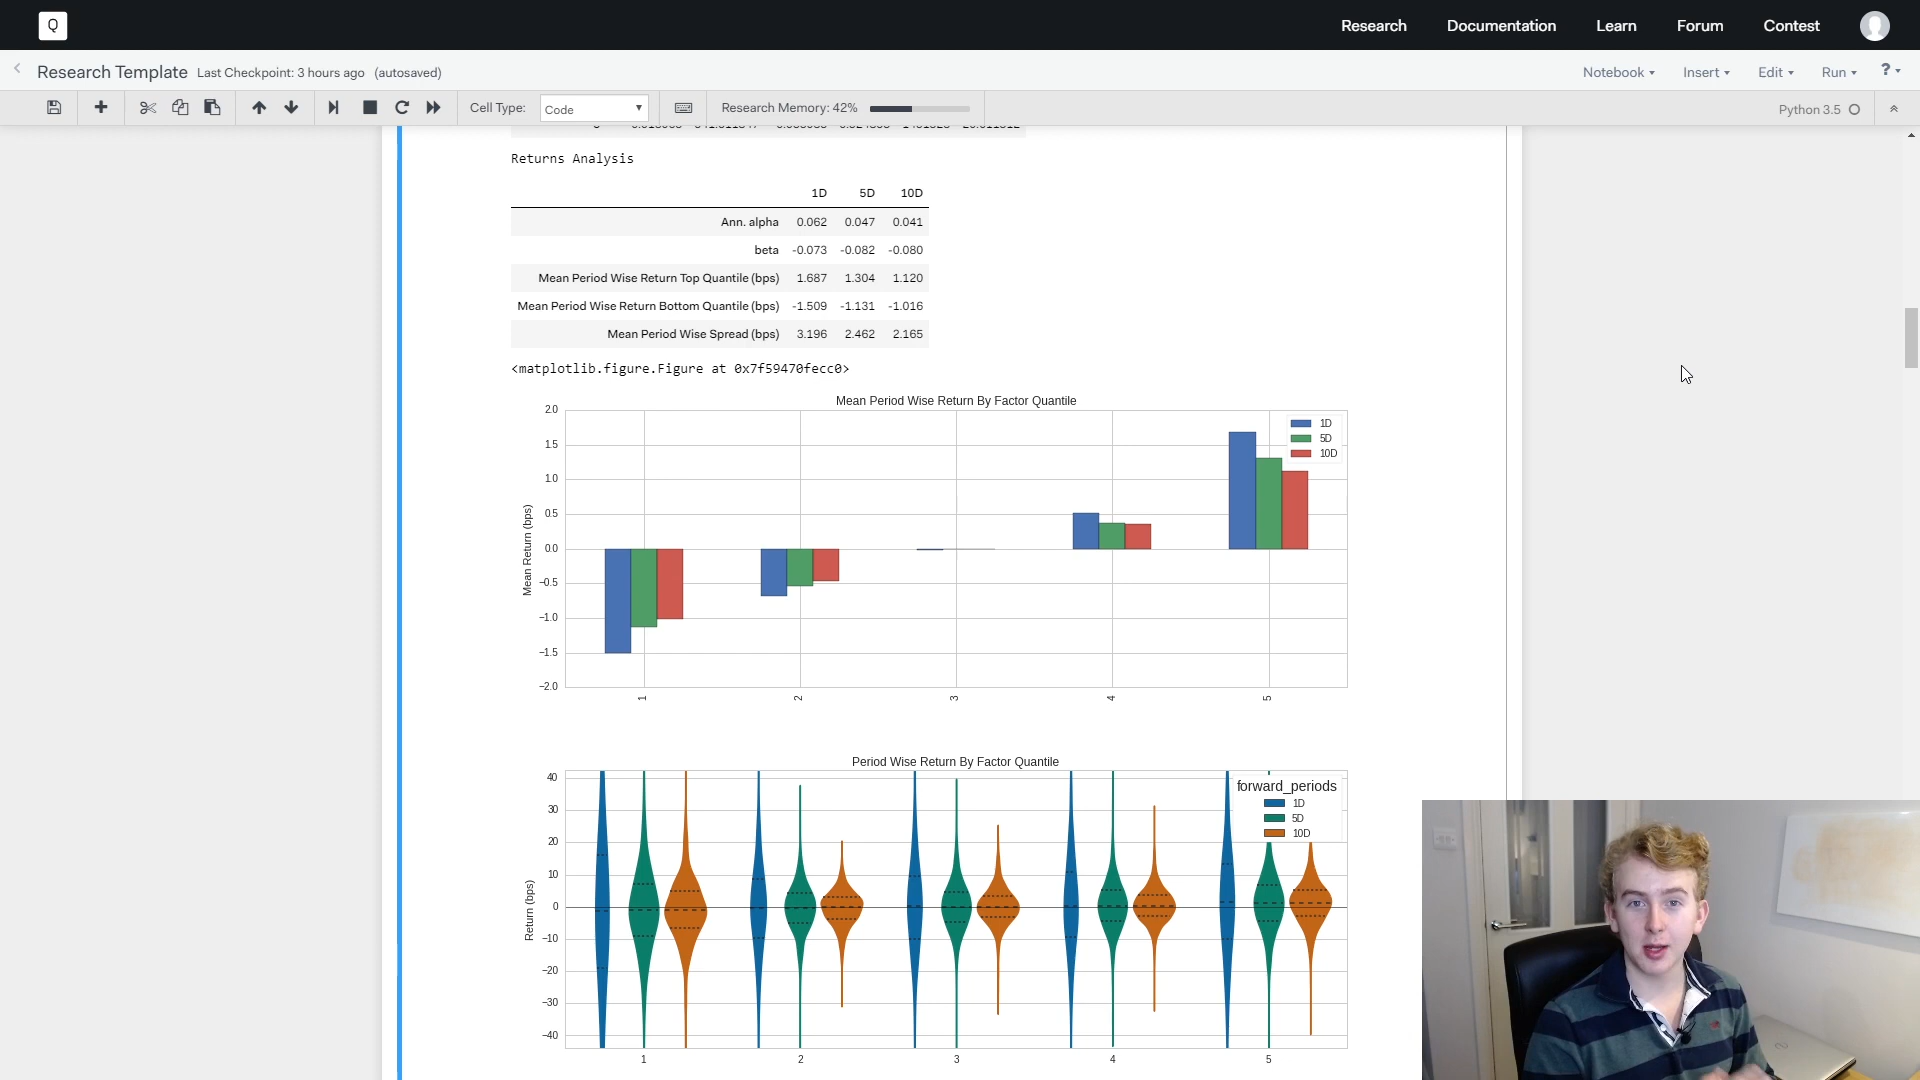 Q Research Documentation Learn Forum Contest
Research Template Last Checkpoint: 3 hours ago (autosaved) Notebook Insert Edit Run ?
Cell Type: Code Research Memory: 42% Python 3.5
Returns Analysis
1D 5D 10D
Ann. alpha 0.062 0.047 0.041
beta -0.073 -0.082 -0.080
Mean Period Wise Return Top Quantile (bps) 1.687 1.304 1.120
Mean Period Wise Return Bottom Quantile (bps) -1.509 -1.131 -1.016
Mean Period Wise Spread (bps) 3.196 2.462 2.165
<matplotlib.figure.Figure at 0x7f59470fecc0>
Mean Period Wise Return By Factor Quantile
2.0
1.5
1.0
0.5
0.0
−0.5
−1.0
−1.5
−2.0
Mean Return (bps)
1D
5D
10D
1 2 3 4 5
Period Wise Return By Factor Quantile
40
30
20
10
0
−10
−20
−30
−40
Return (bps)
forward_periods
1D
5D
10D
1 2 3 4 5